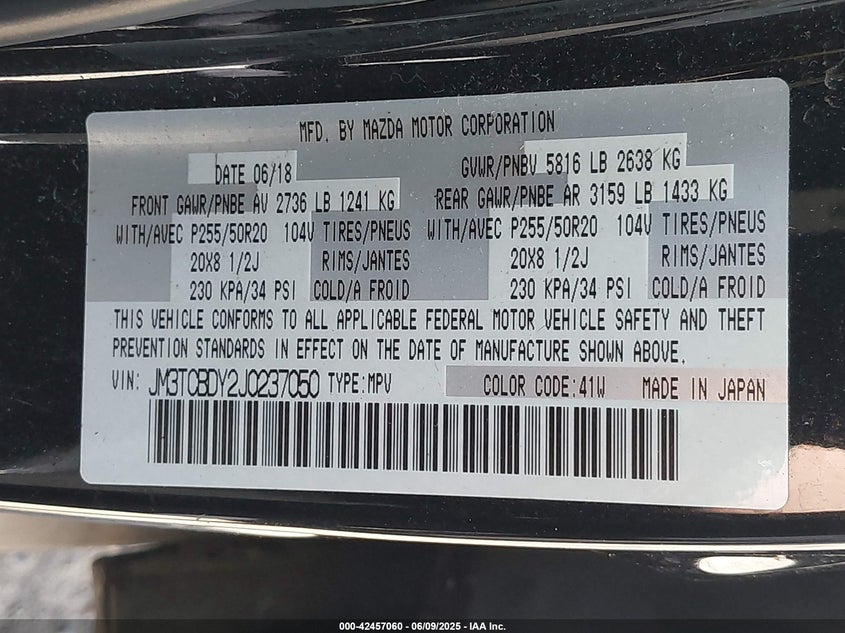 MFD. BY MAZDA MOTOR CORPORATION
DATE 06/18 GVWR/PNBV 5816 LB 2638 KG
FRONT GAWR/PNBE AV 2736 LB 1241 KG REAR GAWR/PNBE AR 3159 LB 1433 KG
WITH/AVEC P255/50R20 104V TIRES/PNEUS WITH/AVEC P255/50R20 104V TIRES/PNEUS
20X8 1/2J RIMS/JANTES 20X8 1/2J RIMS/JANTES
230 KPA/34 PSI COLD/A FROID 230 KPA/34 PSI COLD/A FROID
THIS VEHICLE CONFORMS TO ALL APPLICABLE FEDERAL MOTOR VEHICLE SAFETY AND THEFT
PREVENTION STANDARDS IN EFFECT ON THE DATE OF MANUFACTURE SHOWN ABOVE.
VIN: JM3TCBDY2J0237050 TYPE:MPV COLOR CODE:41W MADE IN JAPAN
000-42457060 - 06/09/2025 - IAA Inc.